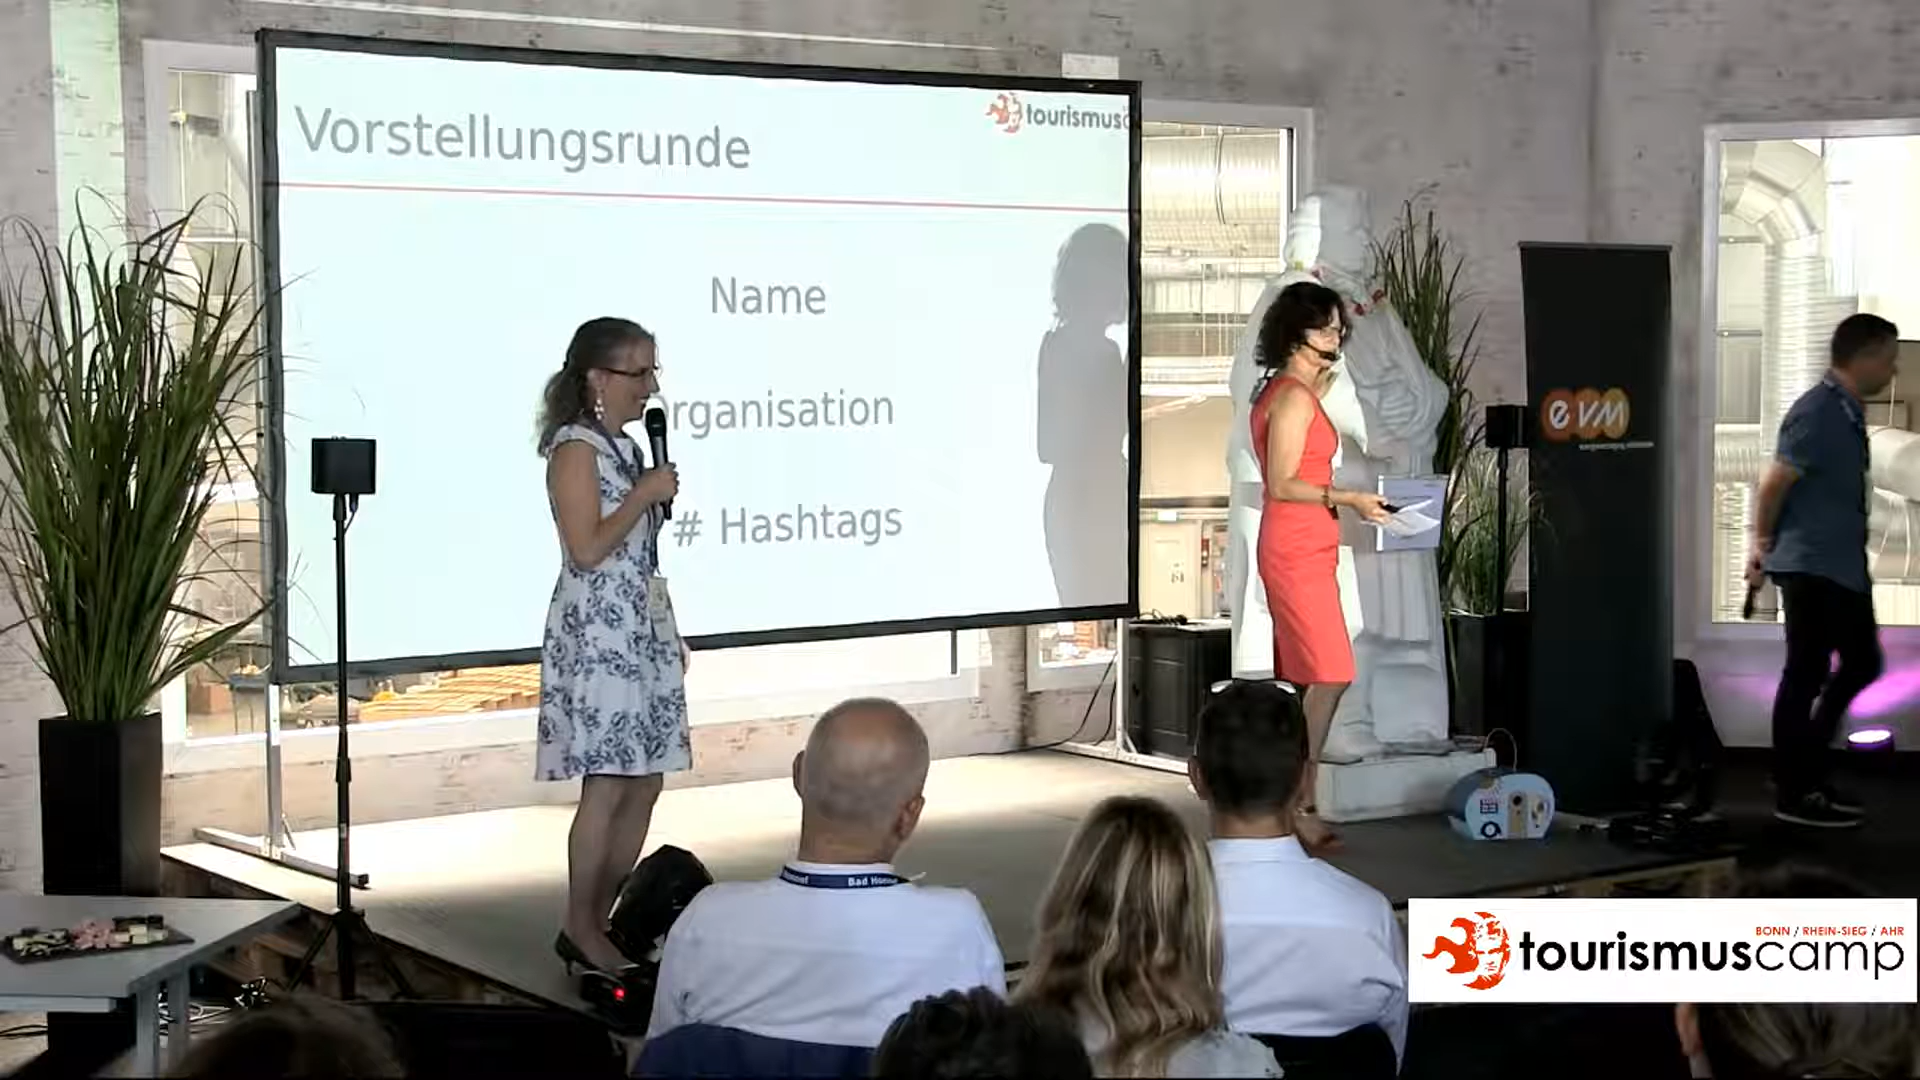 Vorstellungsrunde
tourismusc
Name
Organisation
# Hashtags
evm
Bad Honnef
BONN / RHEIN-SIEG / AHR
tourismuscamp